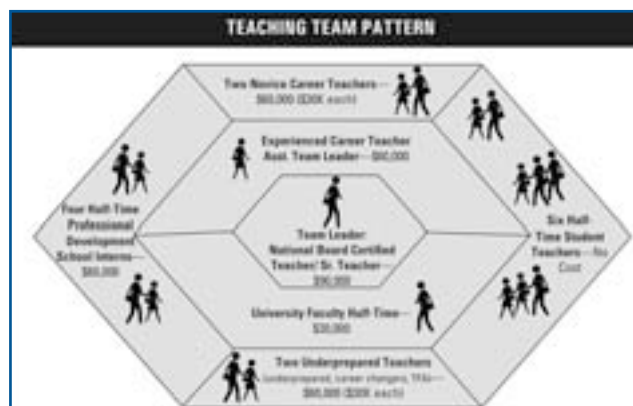 TEACHING TEAM PATTERN
Two Novice Career Teachers—
$60,000 ($30K each)
Experienced Career Teacher
Asst. Team Leader—$60,000
Four Half-Time
Professional
Development
School Interns—
$60,000
Team Leader:
National Board Certified
Teacher/ Sr. Teacher—
$90,000
Six Half-
Time Student
Teachers—No
Cost
University Faculty Half-Time—
$30,000
Two Underprepared Teachers
(underprepared, career changers, TFA)—
$60,000 ($30K each)